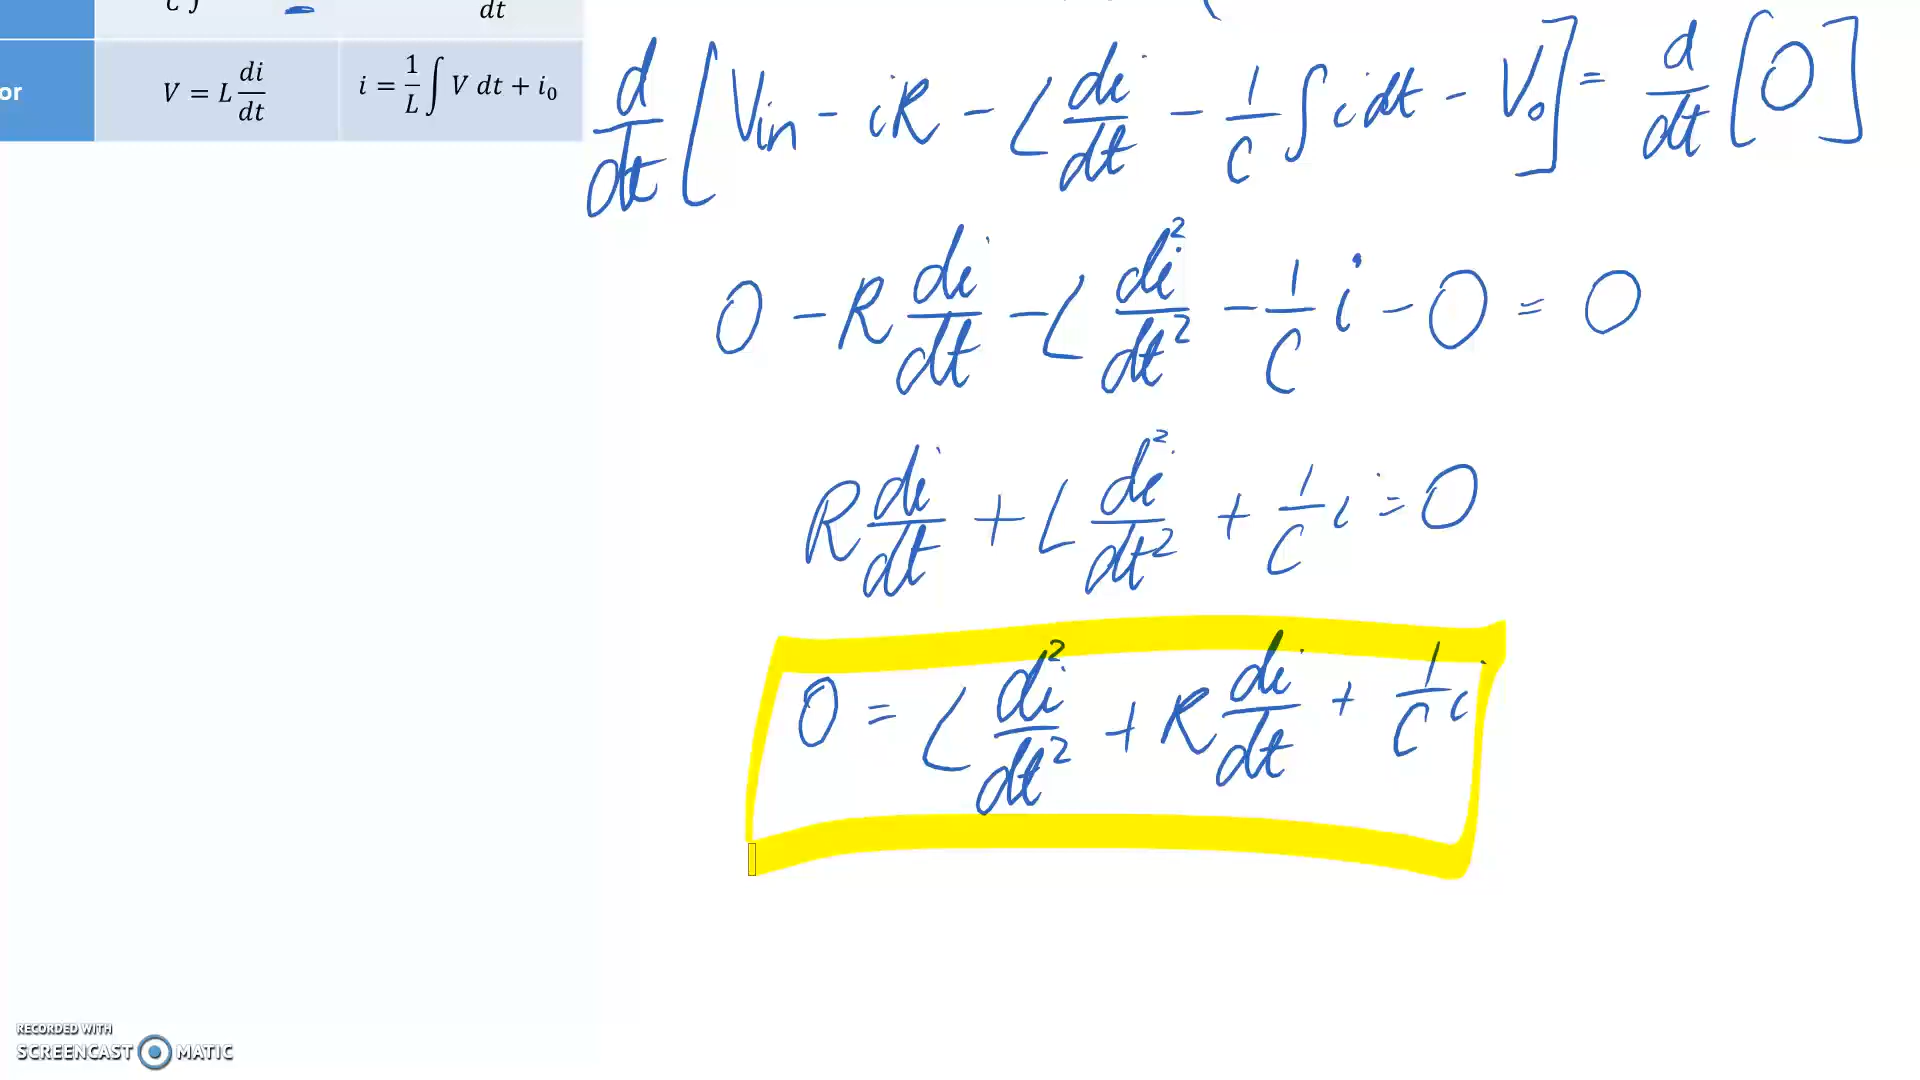 C ∫
dt
or
V = L di/dt
i = 1/L ∫ V dt + i₀
d/dt [Vin - iR - L di/dt - 1/C ∫ i dt - V₀] = d/dt [0]
0 - R di/dt - L d²i/dt² - 1/C i - 0 = 0
R di/dt + L d²i/dt² + 1/C i = 0
0 = L d²i/dt² + R di/dt + 1/C i
RECORDED WITH
SCREENCAST MATIC